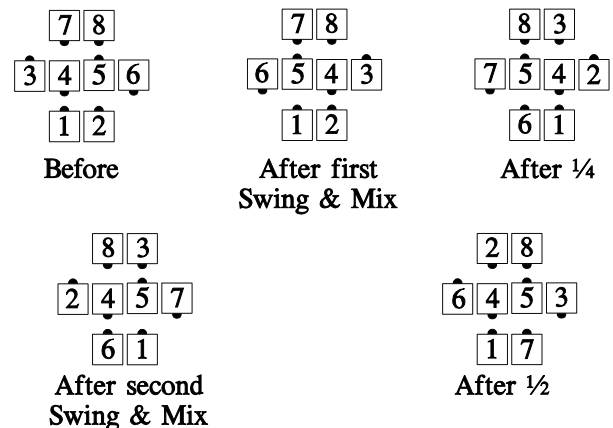 7 8 7 8 8 3
3 4 5 6 6 5 4 3 7 5 4 2
1 2 1 2 6 1
Before After first After ¼
Swing & Mix
8 3 2 8
2 4 5 7 6 4 5 3
6 1 1 7
After second After ½
Swing & Mix